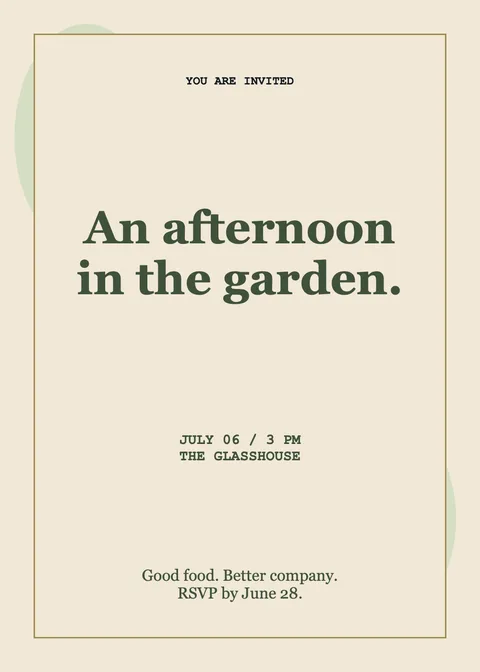 YOU ARE INVITED
An afternoon
in the garden.
JULY 06 / 3 PM
THE GLASSHOUSE
Good food. Better company.
RSVP by June 28.